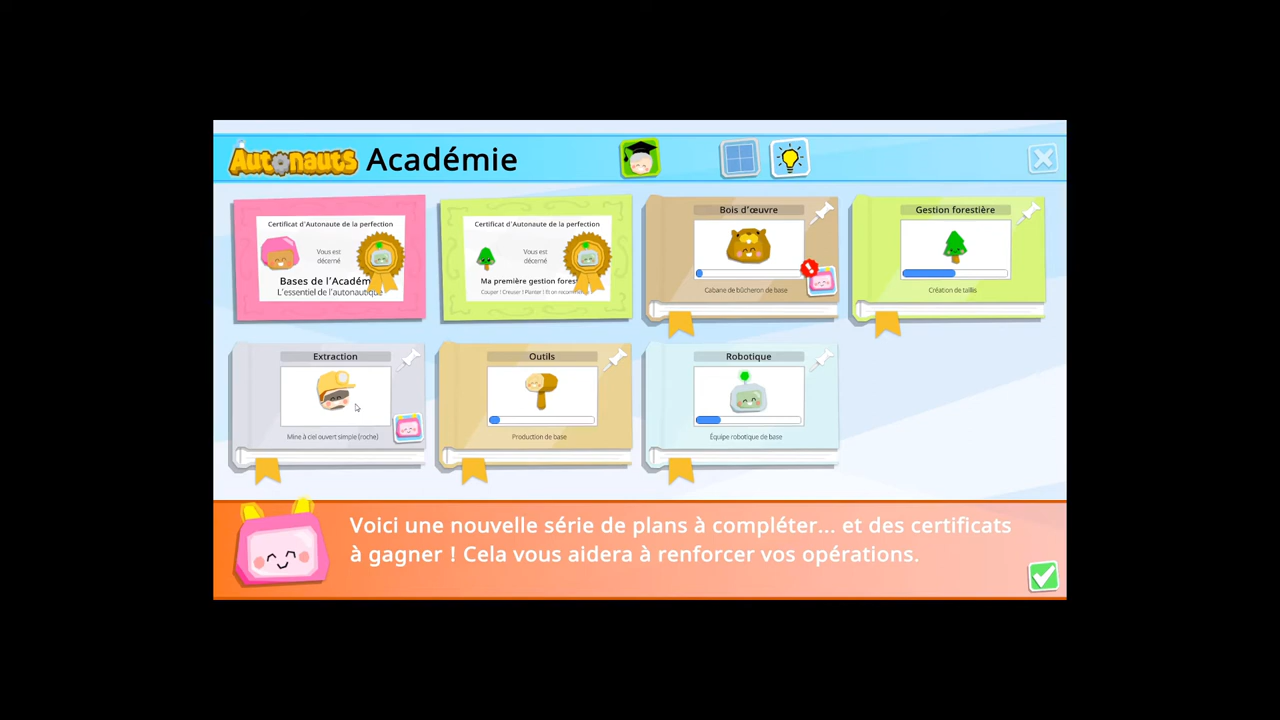 Autonauts Académie
Certificat d'Autonaute de la perfection
Vous est
décerné
Bases de l'Académ
L'essentiel de l'autonautique
Certificat d'Autonaute de la perfection
Vous est
décerné
Ma première gestion fores
Couper ! Creuser ! Planter ! Et on recomm
Bois d'œuvre
Cabane de bûcheron de base
Gestion forestière
Création de taillis
Extraction
Mine à ciel ouvert simple (roche)
Outils
Production de base
Robotique
Équipe robotique de base
Voici une nouvelle série de plans à compléter... et des certificats
à gagner ! Cela vous aidera à renforcer vos opérations.